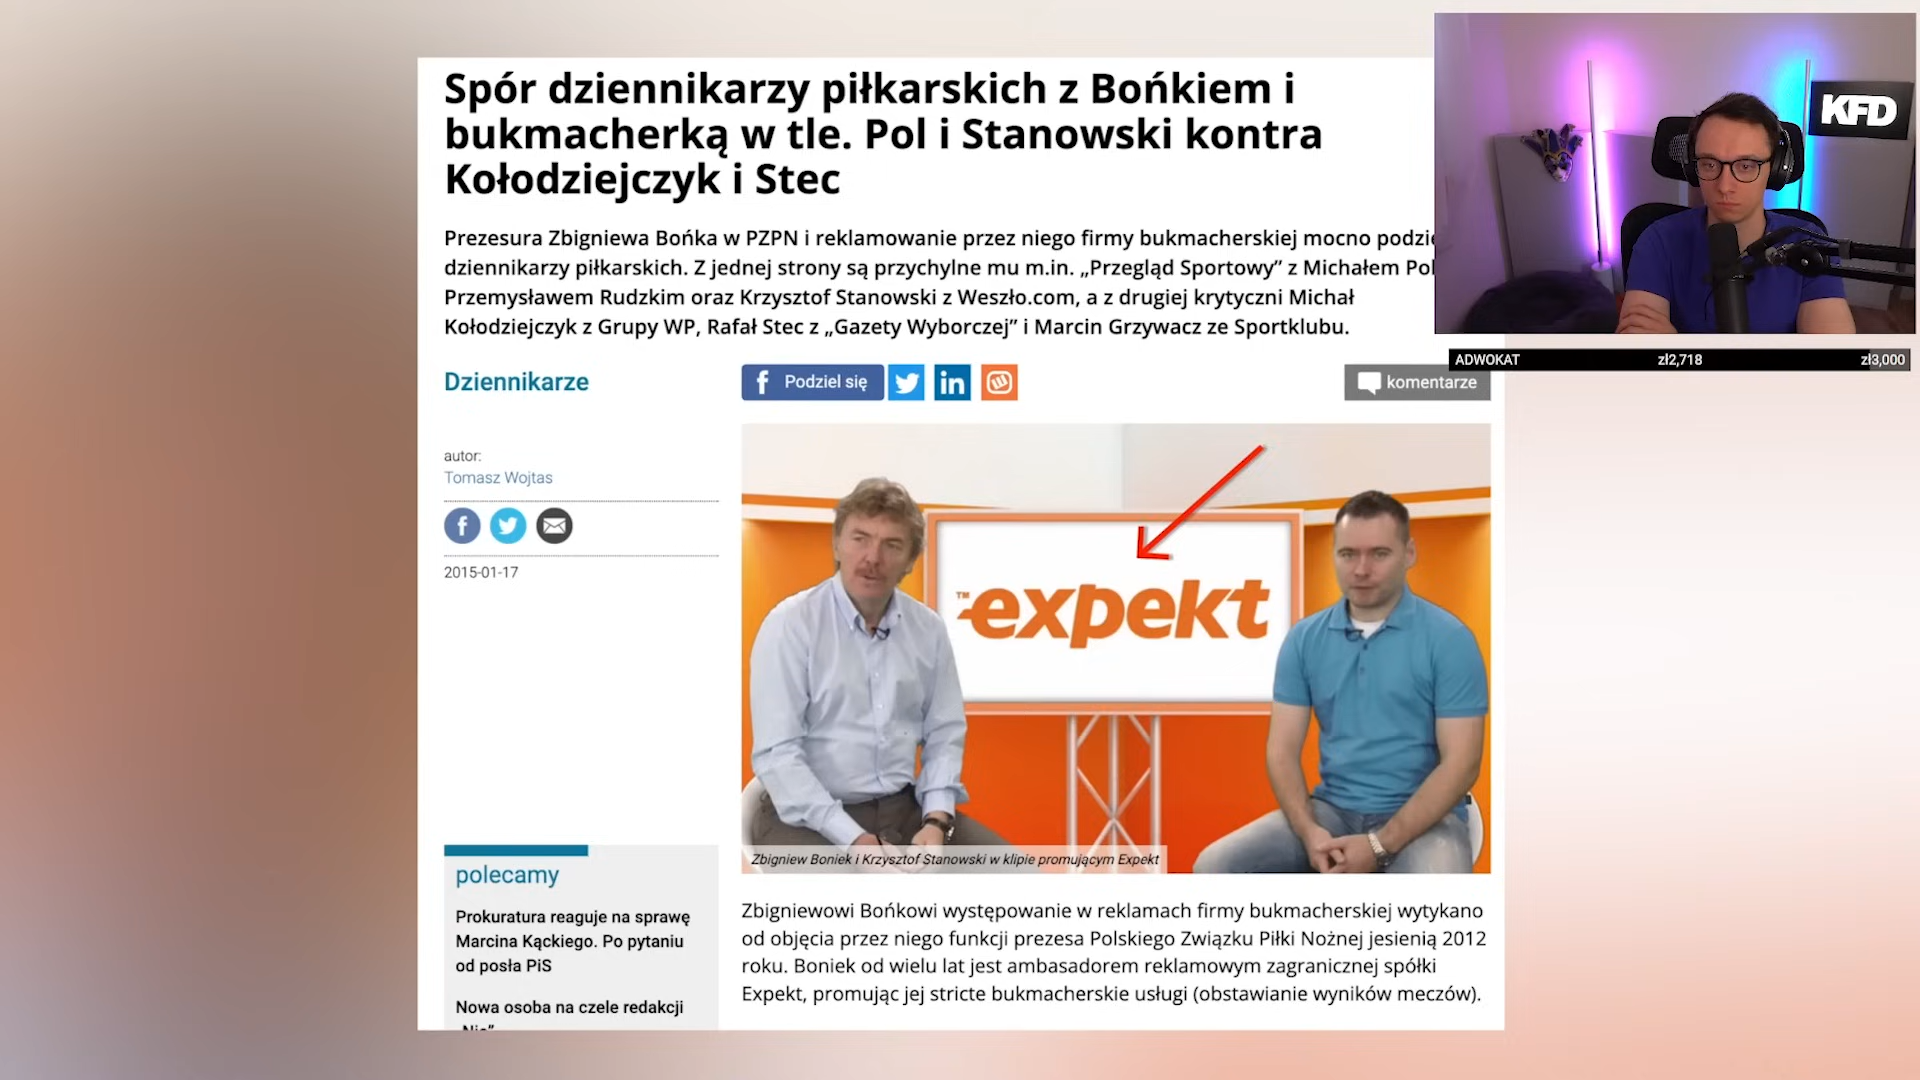 Spór dziennikarzy piłkarskich z Bońkiem i
bukmacherką w tle. Pol i Stanowski kontra
Kołodziejczyk i Stec
Prezesura Zbigniewa Bońka w PZPN i reklamowanie przez niego firmy bukmacherskiej mocno
dziennikarzy piłkarskich. Z jednej strony są przychylne mu m.in. „Przegląd Sportowy” z Michałem
Przemysławem Rudzkim oraz Krzysztof Stanowski z Weszło.com, a z drugiej krytyczni Michał
Kołodziejczyk z Grupy WP, Rafał Stec z „Gazety Wyborczej” i Marcin Grzywacz ze Sportklubu.
KFD
ADWOKAT zł2,718 zł3,000
Dziennikarze
f Podziel się
in
komentarze
autor:
Tomasz Wojtas
f
2015-01-17
™expekt
Zbigniew Boniek i Krzysztof Stanowski w klipie promującym Expekt
polecamy
Prokuratura reaguje na sprawę
Marcina Kąckiego. Po pytaniu
od posła PiS
Nowa osoba na czele redakcji
Zbigniewowi Bońkowi występowanie w reklamach firmy bukmacherskiej wytykano
od objęcia przez niego funkcji prezesa Polskiego Związku Piłki Nożnej jesienią 2012
roku. Boniek od wielu lat jest ambasadorem reklamowym zagranicznej spółki
Expekt, promując jej stricte bukmacherskie usługi (obstawianie wyników meczów).